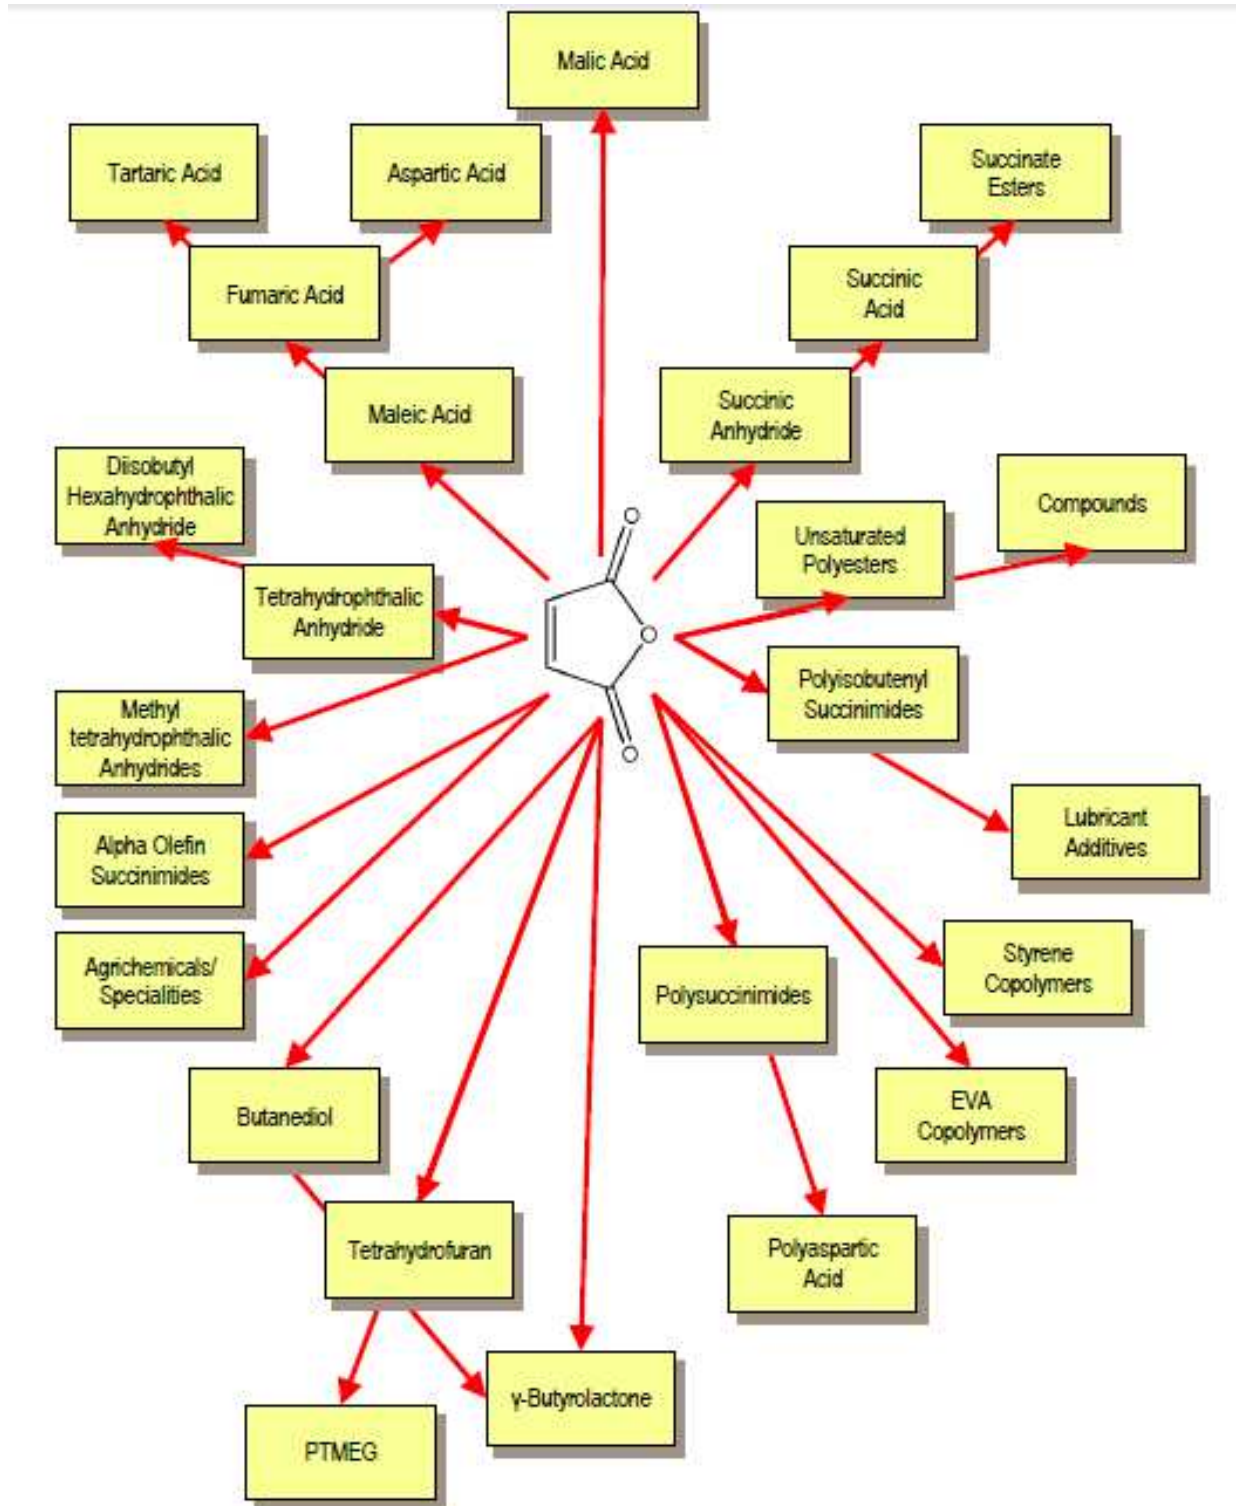 Malic Acid
Tartaric Acid
Aspartic Acid
Succinate
Esters
Fumaric Acid
Succinic
Acid
Maleic Acid
Succinic
Anhydride
Diisobutyl
Hexahydrophthalic
Anhydride
Compounds
Unsaturated
Polyesters
O
Tetrahydrophthalic
Anhydride
O
Polyisobutenyl
Succinimides
Methyl
tetrahydrophthalic
Anhydrides
O
Lubricant
Additives
Alpha Olefin
Succinimides
Agrichemicals/
Specialities
Polysuccinimides
Styrene
Copolymers
Butanediol
EVA
Copolymers
Tetrahydrofuran
Polyaspartic
Acid
γ-Butyrolactone
PTMEG